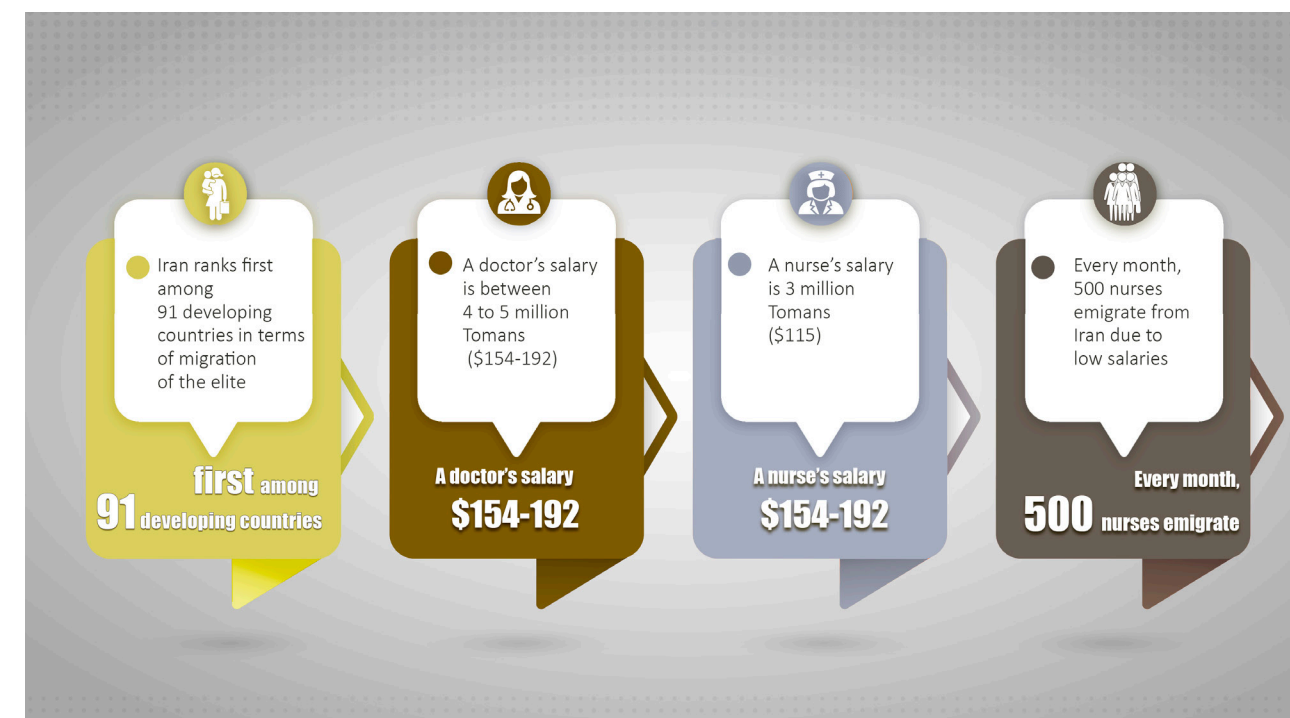 Iran ranks first
among
91 developing
countries in terms
of migration
of the elite
first among
91 developing countries
A doctor's salary
is between
4 to 5 million
Tomans
($154-192)
A doctor's salary
$154-192
A nurse's salary
is 3 million
Tomans
($115)
A nurse's salary
$154-192
Every month,
500 nurses
emigrate from
Iran due to
low salaries
Every month,
500 nurses emigrate